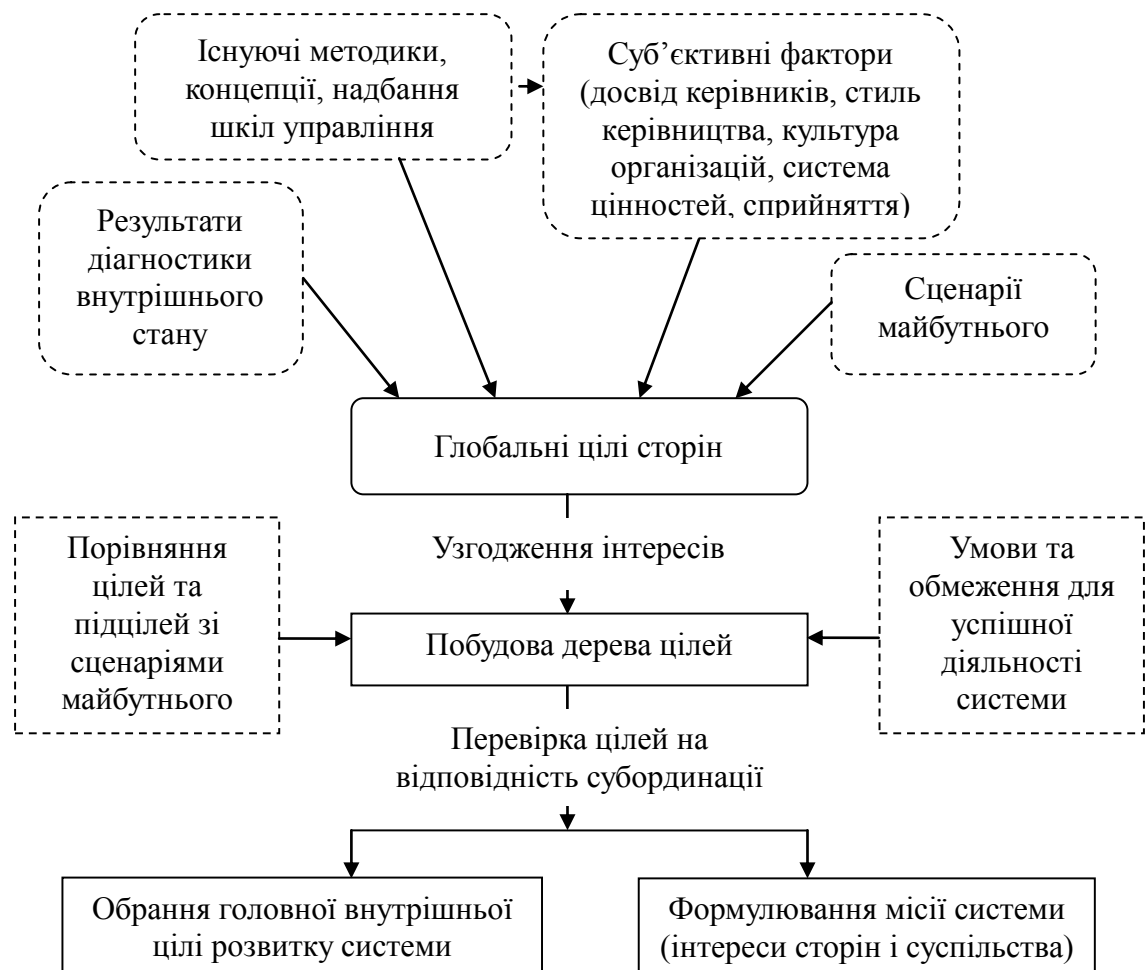 Існуючі методики,
концепції, надбання
шкіл управління
Суб’єктивні фактори
(досвід керівників, стиль
керівництва, культура
організацій, система
цінностей, сприйняття)
Результати
діагностики
внутрішнього
стану
Сценарії
майбутнього
Глобальні цілі сторін
Узгодження інтересів
Порівняння
цілей та
підцілей зі
сценаріями
майбутнього
Побудова дерева цілей
Умови та
обмеження для
успішної
діяльності
системи
Перевірка цілей на
відповідність субординації
Обрання головної внутрішньої
цілі розвитку системи
Формулювання місії системи
(інтереси сторін і суспільства)